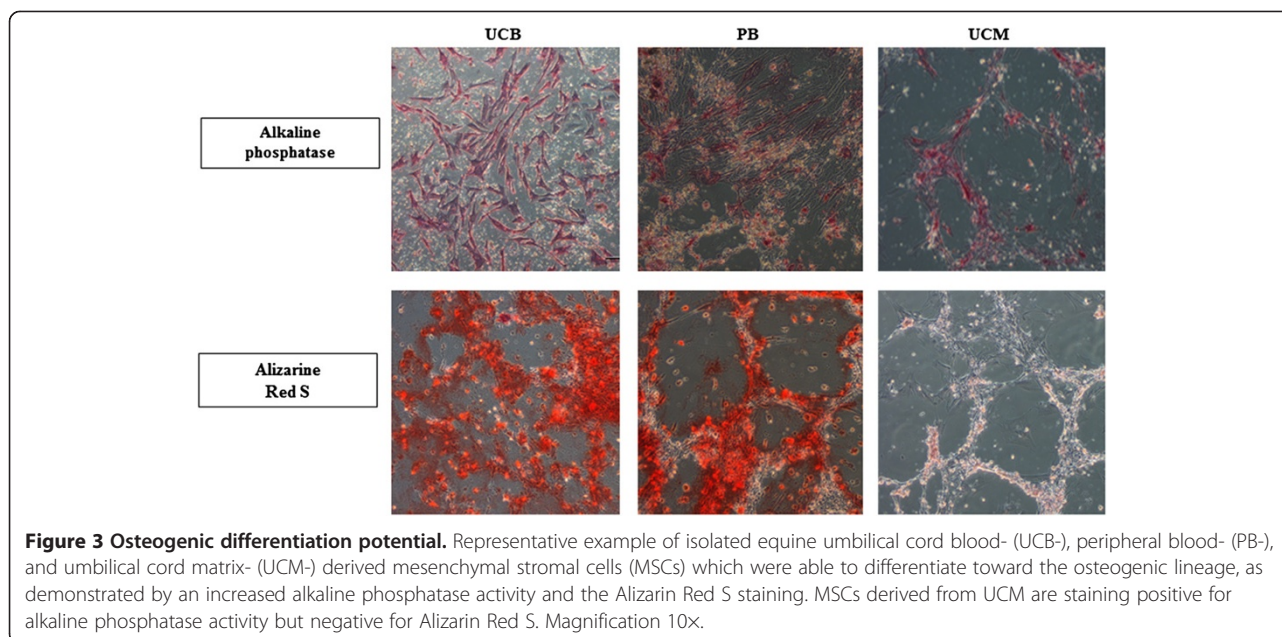 UCB PB UCM
Alkaline
phosphatase
Alizarine
Red S
Figure 3 Osteogenic differentiation potential. Representative example of isolated equine umbilical cord blood- (UCB-), peripheral blood- (PB-),
and umbilical cord matrix- (UCM-) derived mesenchymal stromal cells (MSCs) which were able to differentiate toward the osteogenic lineage, as
demonstrated by an increased alkaline phosphatase activity and the Alizarin Red S staining. MSCs derived from UCM are staining positive for
alkaline phosphatase activity but negative for Alizarin Red S. Magnification 10×.